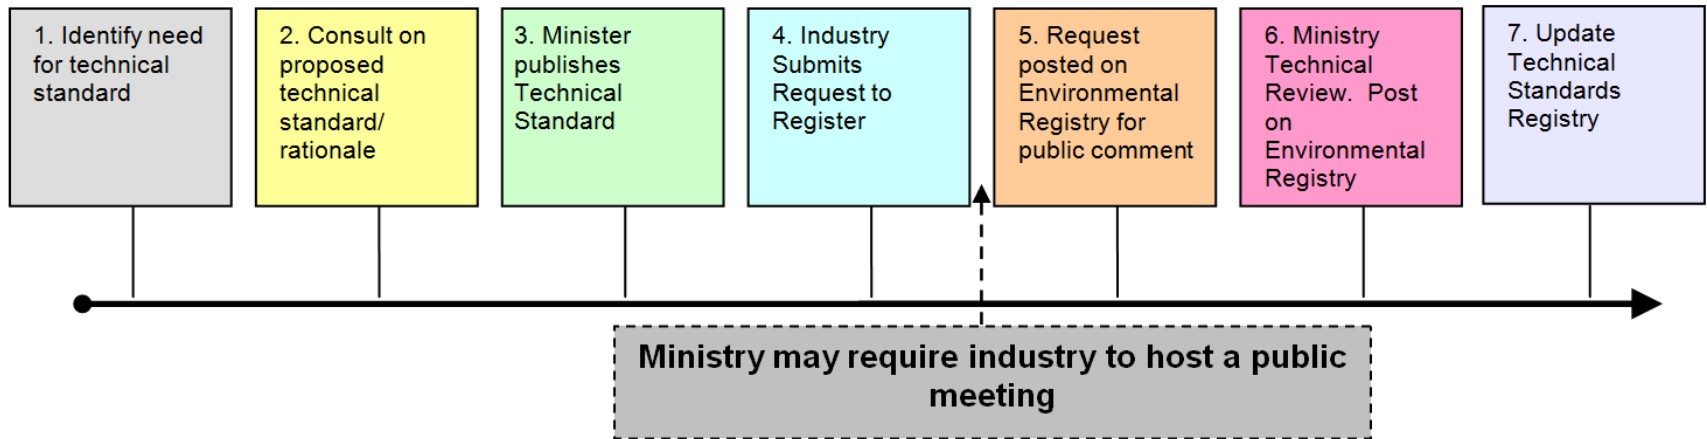 1. Identify need
for technical
standard
2. Consult on
proposed
technical
standard/
rationale
3. Minister
publishes
Technical
Standard
4. Industry
Submits
Request to
Register
5. Request
posted on
Environmental
Registry for
public comment
6. Ministry
Technical
Review.  Post
on
Environmental
Registry
7. Update
Technical
Standards
Registry
Ministry may require industry to host a public
meeting